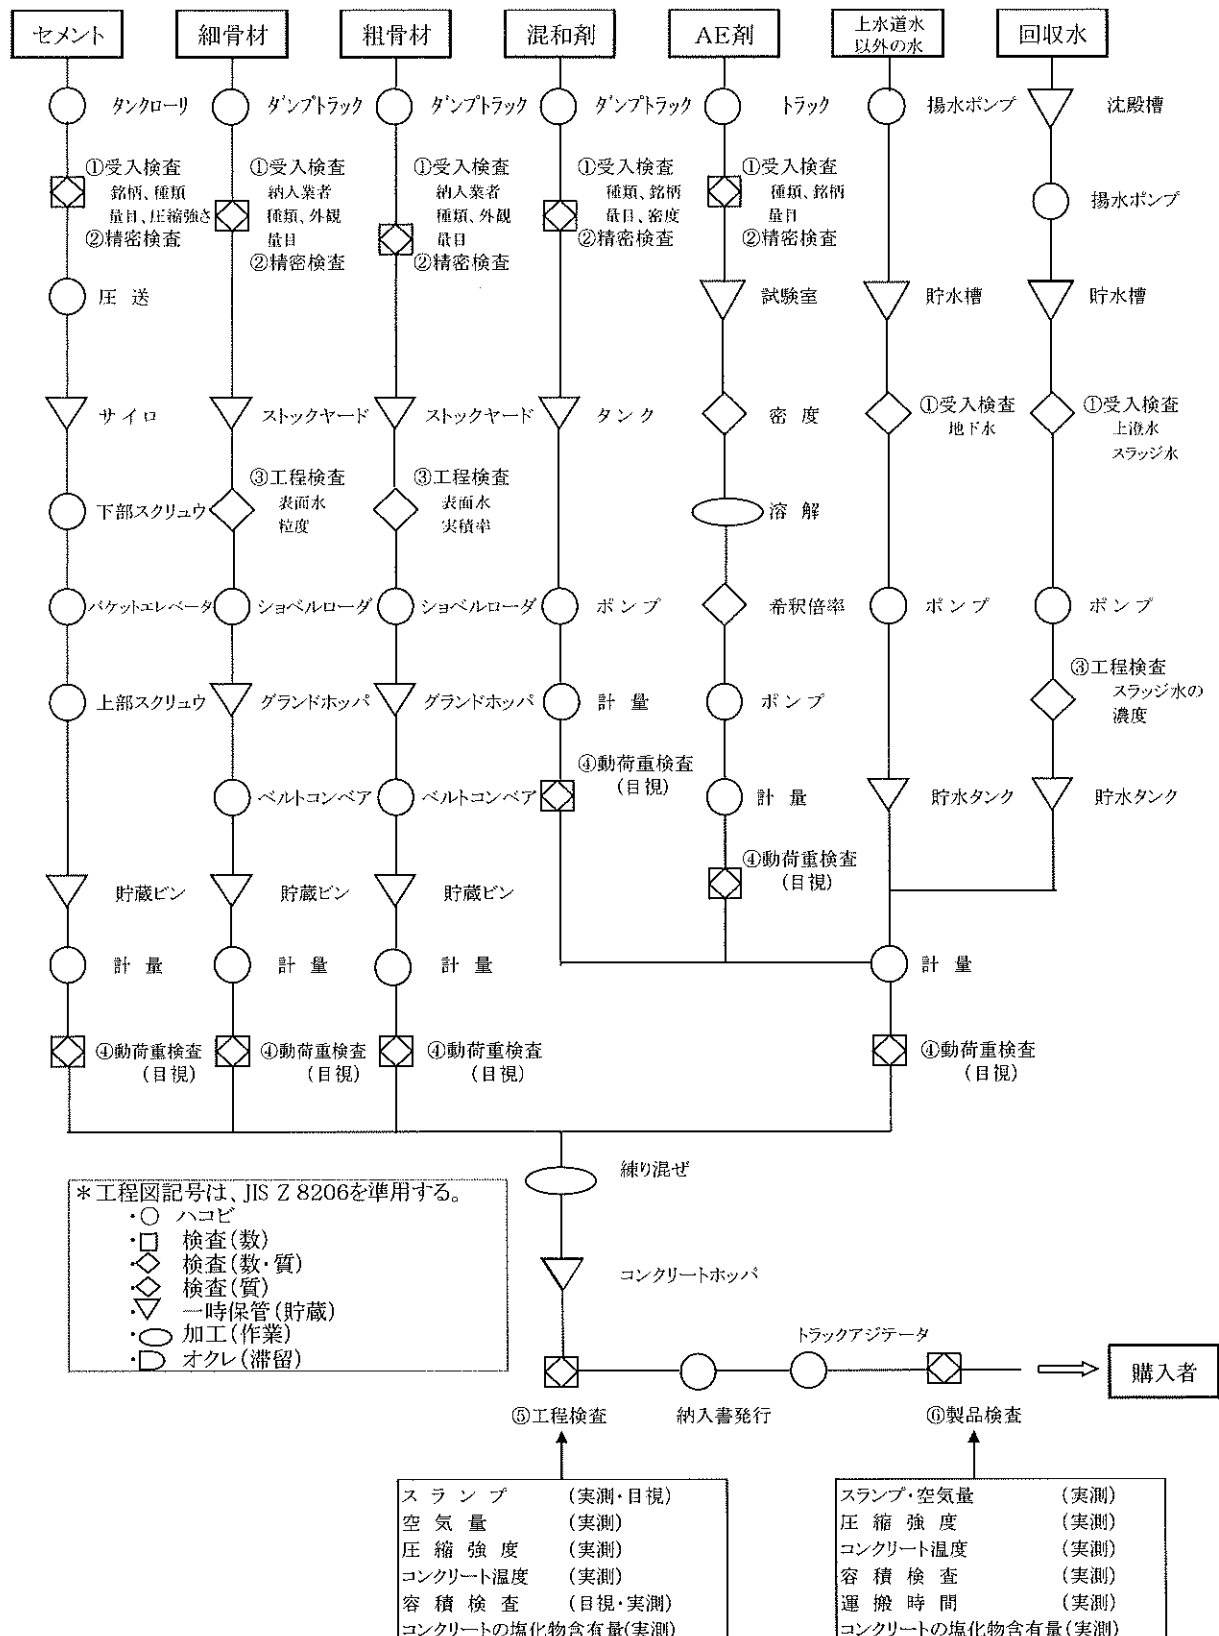 セメント
細骨材
粗骨材
混和剤
AE剤
上水道水
以外の水
回収水
タンクローリ
ダンプトラック
ダンプトラック
ダンプトラック
トラック
揚水ポンプ
沈殿槽
①受入検査
銘柄、種類
量目、圧縮強さ
②精密検査
①受入検査
納入業者
種類、外観
量目
②精密検査
①受入検査
納入業者
種類、外観
量目
②精密検査
①受入検査
種類、銘柄
量目、密度
②精密検査
①受入検査
種類、銘柄
量目
②精密検査
揚水ポンプ
圧 送
試験室
貯水槽
貯水槽
サイロ
ストックヤード
ストックヤード
タンク
密 度
①受入検査
地下水
①受入検査
上澄水
スラッジ水
下部スクリュウ
③工程検査
表面水
粒度
③工程検査
表面水
実積率
溶 解
バケットエレベータ
ショベルローダ
ショベルローダ
ポンプ
希釈倍率
ポンプ
ポンプ
上部スクリュウ
グランドホッパ
グランドホッパ
計 量
ポンプ
③工程検査
スラッジ水の
濃度
ベルトコンベア
ベルトコンベア
④動荷重検査
(目視)
計 量
貯水タンク
貯水タンク
貯蔵ビン
貯蔵ビン
貯蔵ビン
④動荷重検査
(目視)
計 量
計 量
計 量
計 量
④動荷重検査
(目視)
④動荷重検査
(目視)
④動荷重検査
(目視)
④動荷重検査
(目視)
練り混ぜ
＊工程図記号は、JIS Z 8206を準用する。
・○ ハコビ
・□ 検査(数)
・◇ 検査(数・質)
・◇ 検査(質)
・▽ 一時保管(貯蔵)
・ 加工(作業)
・ オクレ(滞留)
コンクリートホッパ
トラックアジテータ
購入者
⑤工程検査
納入書発行
⑥製品検査
スランプ (実測・目視)
空気量 (実測)
圧縮強度 (実測)
コンクリート温度 (実測)
容積検査 (目視・実測)
コンクリートの塩化物含有量(実測)
スランプ・空気量 (実測)
圧縮強度 (実測)
コンクリート温度 (実測)
容積検査 (実測)
運搬時間 (実測)
コンクリートの塩化物含有量(実測)